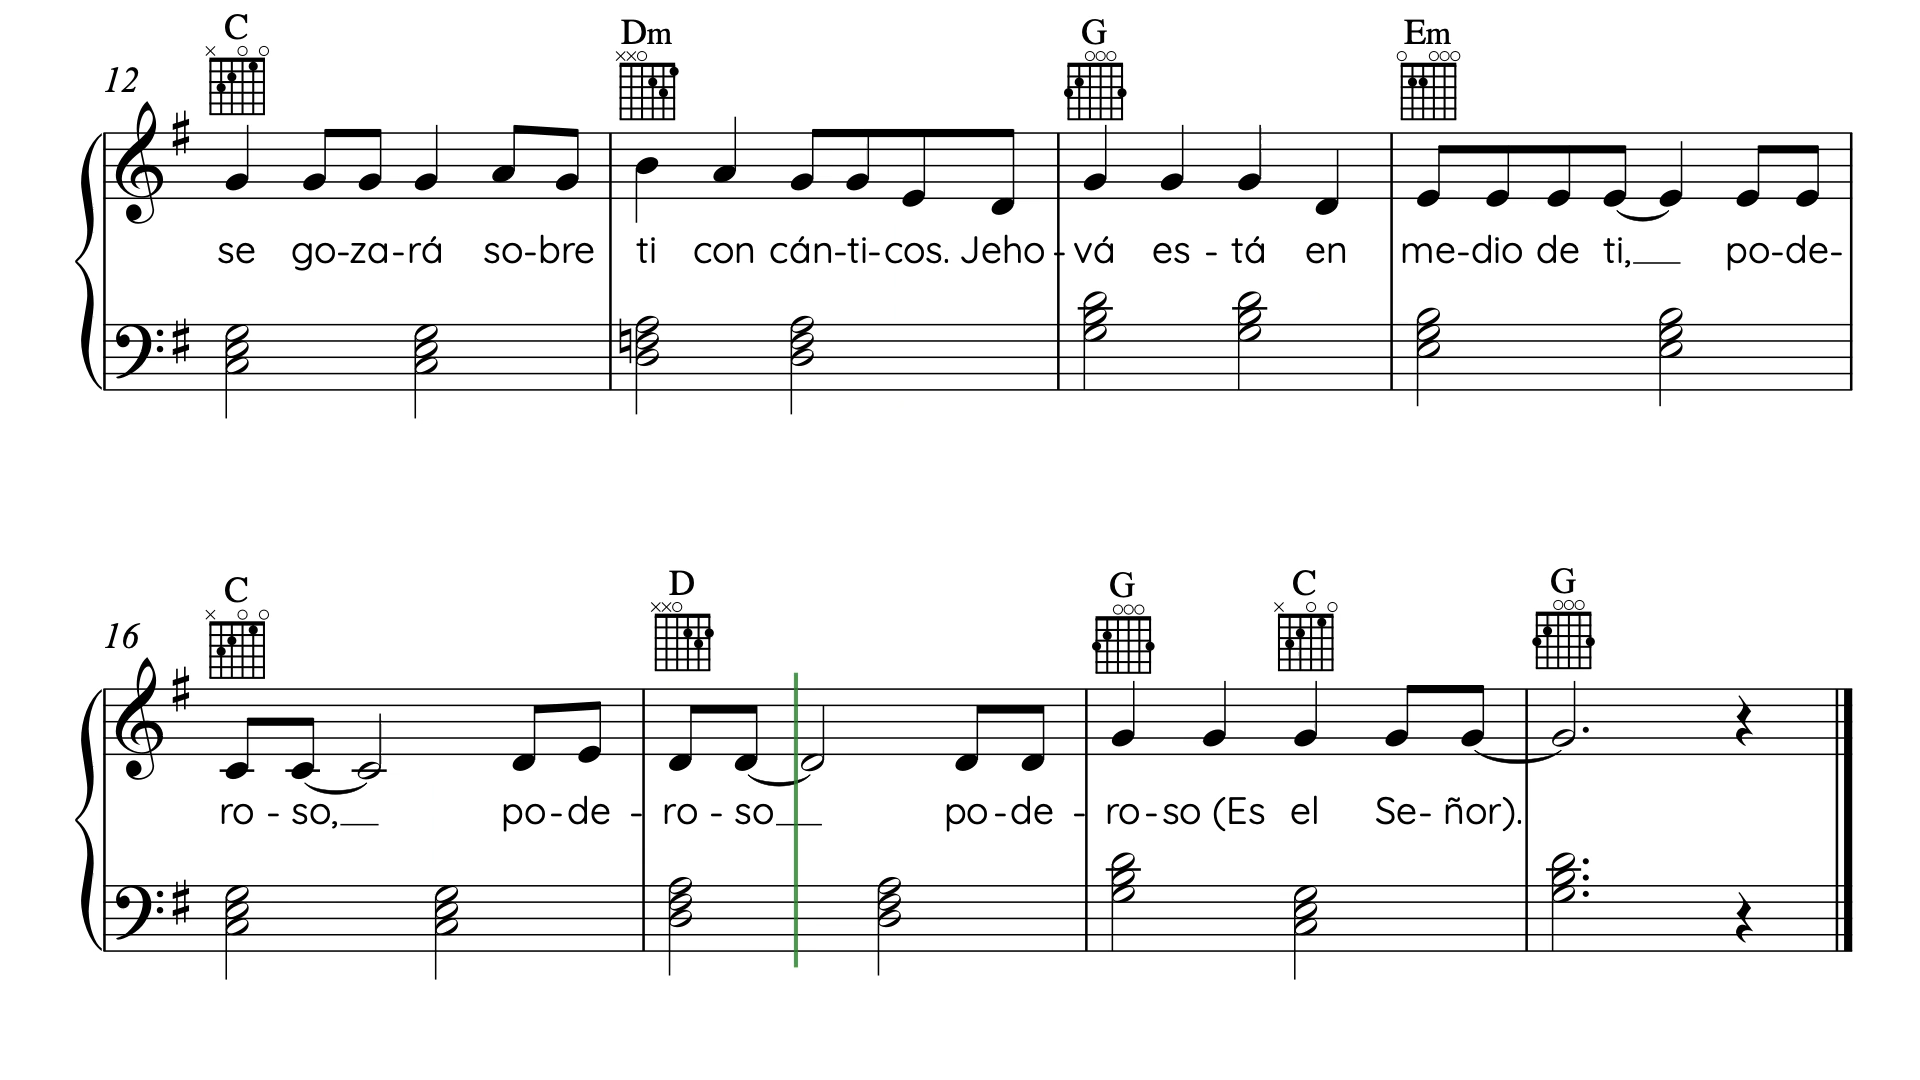 C Dm G Em
12
se go-za-rá so-bre ti con cán-ti-cos. Jeho-vá es - tá en me-dio de ti,__ po-de-
C D G C G
16
ro - so,__ po-de - ro - so__ po-de - ro-so (Es el Se- ñor).